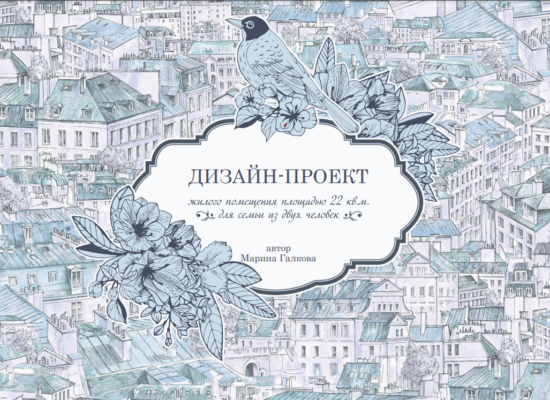 ДИЗАЙН-ПРОЕКТ
жилого помещения площадью 22 кв.м.
для семьи из двух человек
автор
Марина Галкова